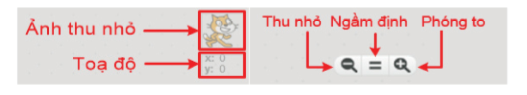 Ảnh thu nhỏ
Toạ độ
x: 0
y: 0
Thu nhỏ Ngầm định Phóng to